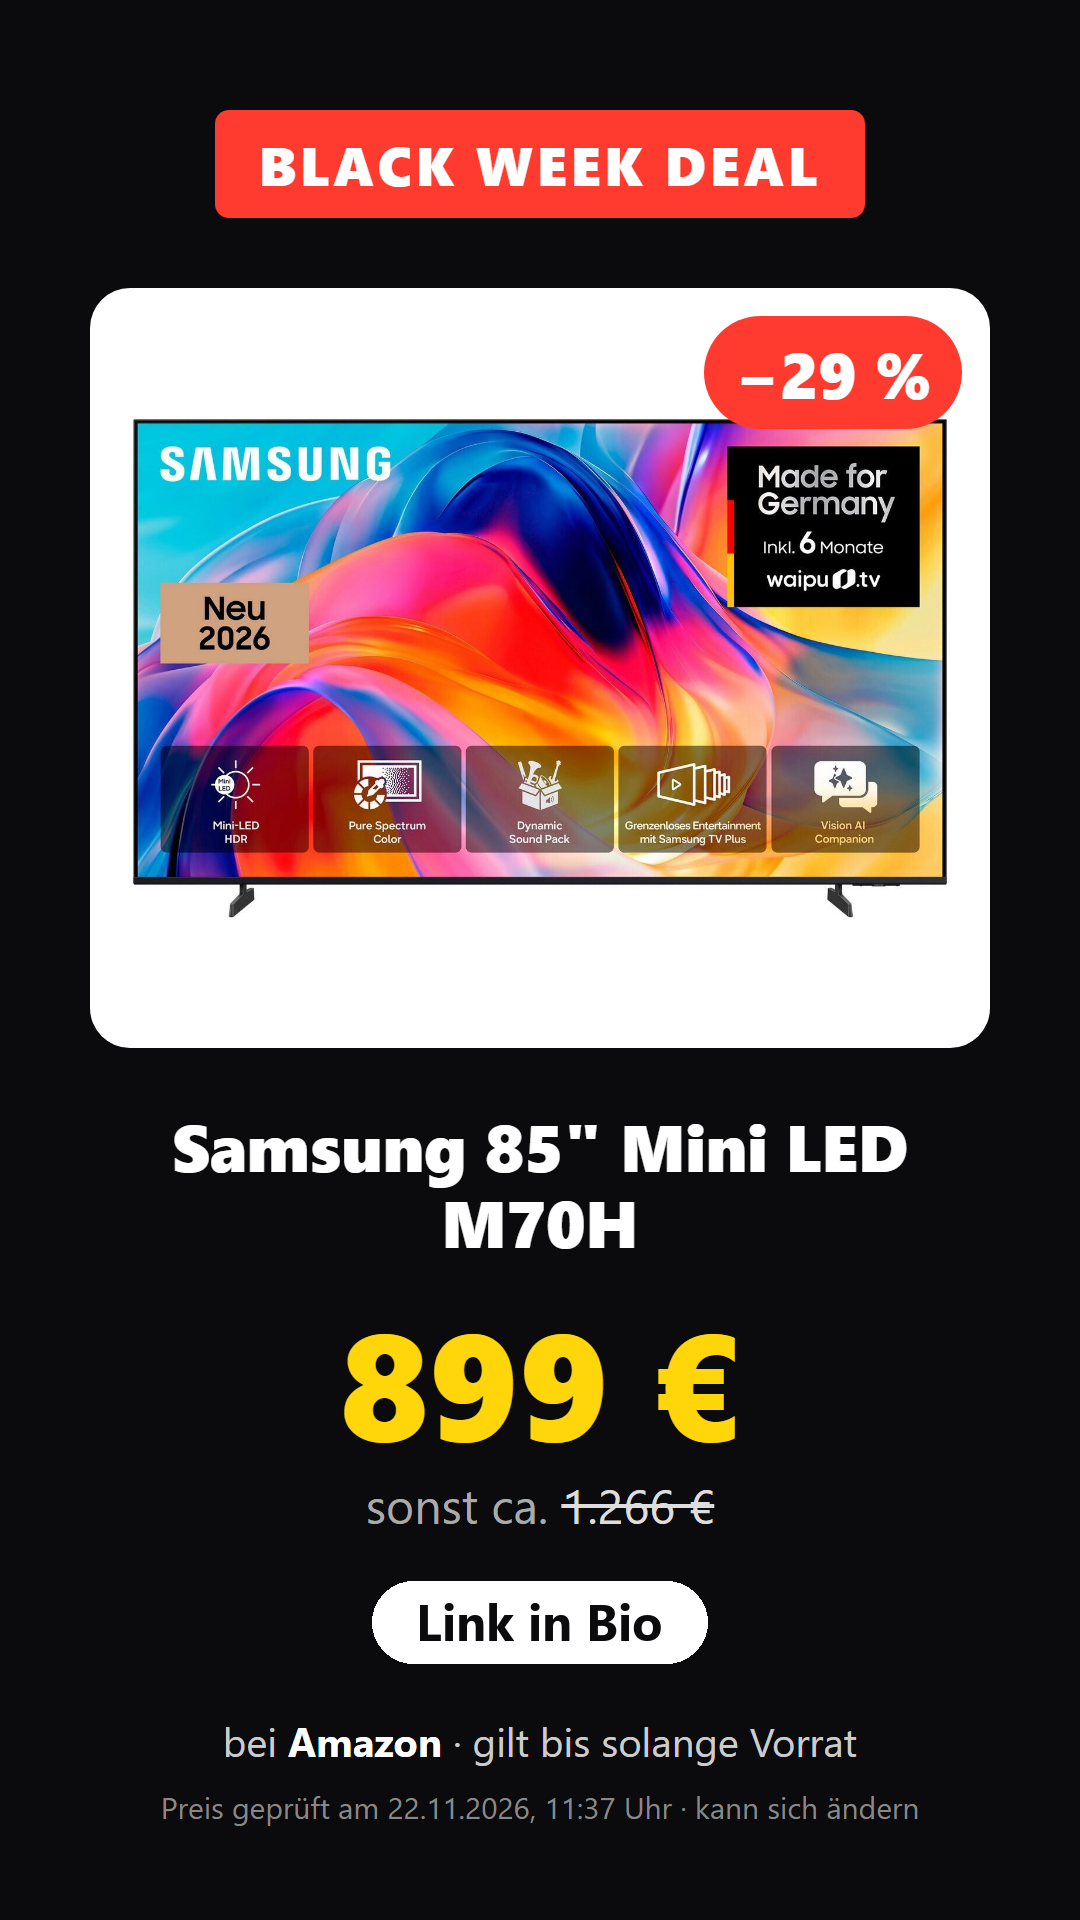 BLACK WEEK DEAL
–29 %
SAMSUNG
Made for
Germany
Inkl. 6 Monate
waipu.tv
Neu
2026
Mini
LED
Mini-LED
HDR
Pure Spectrum
Color
Dynamic
Sound Pack
Grenzenloses Entertainment
mit Samsung TV Plus
Vision AI
Companion
Samsung 85" Mini LED
M70H
899 €
sonst ca. 1.266 €
Link in Bio
bei Amazon · gilt bis solange Vorrat
Preis geprüft am 22.11.2026, 11:37 Uhr · kann sich ändern